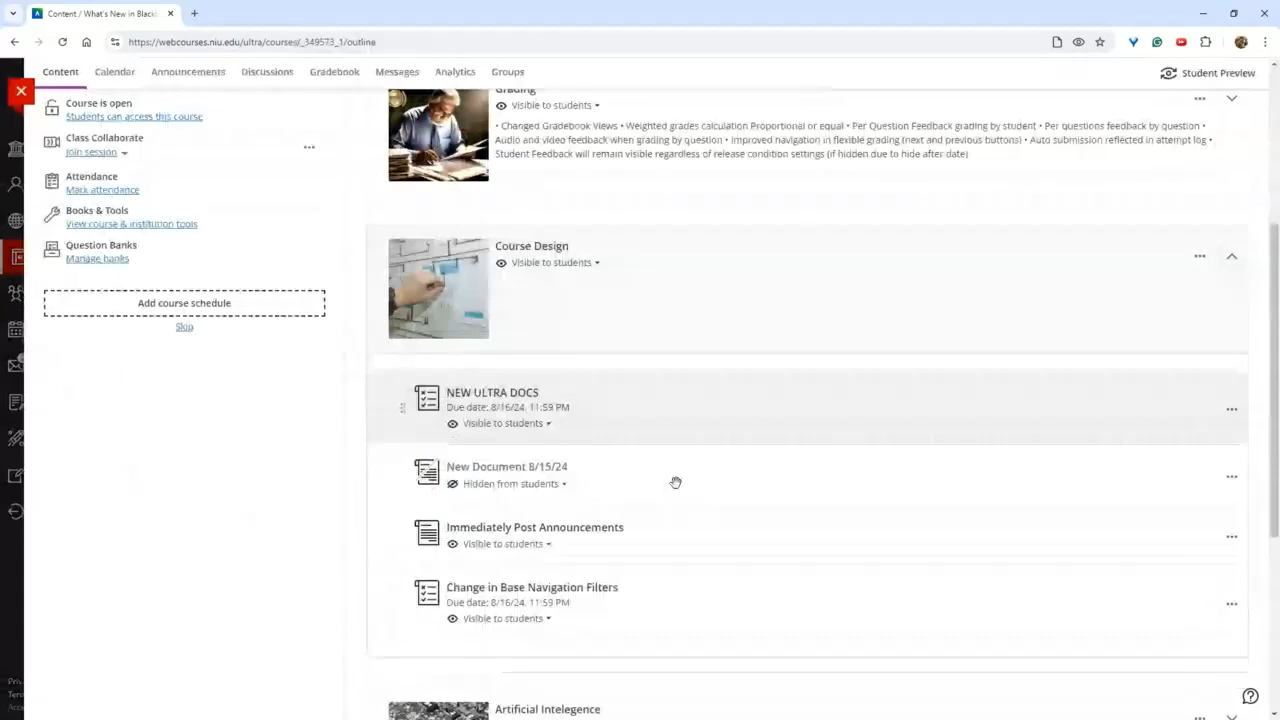 Content / What's New in Blackb
https://webcourses.niu.edu/ultra/courses/_349573_1/outline
Content
Calendar
Announcements
Discussions
Gradebook
Messages
Analytics
Groups
Student Preview
Course is open
Students can access this course
Class Collaborate
Join session
Attendance
Mark attendance
Books & Tools
View course & institution tools
Question Banks
Manage banks
Add course schedule
Skip
Grading
Visible to students
• Changed Gradebook Views • Weighted grades calculation Proportional or equal • Per Question Feedback grading by student • Per questions feedback by question •
Audio and video feedback when grading by question • Improved navigation in flexible grading (next and previous buttons) • Auto submission reflected in attempt log •
Student Feedback will remain visible regardless of release condition settings (if hidden due to hide after date)
Course Design
Visible to students
NEW ULTRA DOCS
Due date: 8/16/24, 11:59 PM
Visible to students
New Document 8/15/24
Hidden from students
Immediately Post Announcements
Visible to students
Change in Base Navigation Filters
Due date: 8/16/24, 11:59 PM
Visible to students
Artificial Intelegence
Priv
Term
Acce